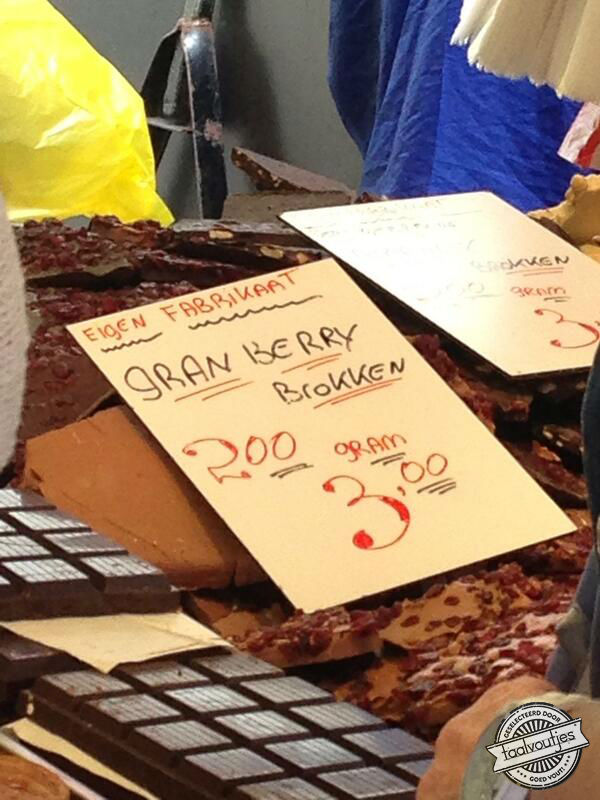 EIGEN FABRIKAAT
GRAN BERRY
BROKKEN
200 gram
3,00
BROKKEN
gram
3
GESELECTEERD DOOR
taalvoutjes
GOED VOUT!